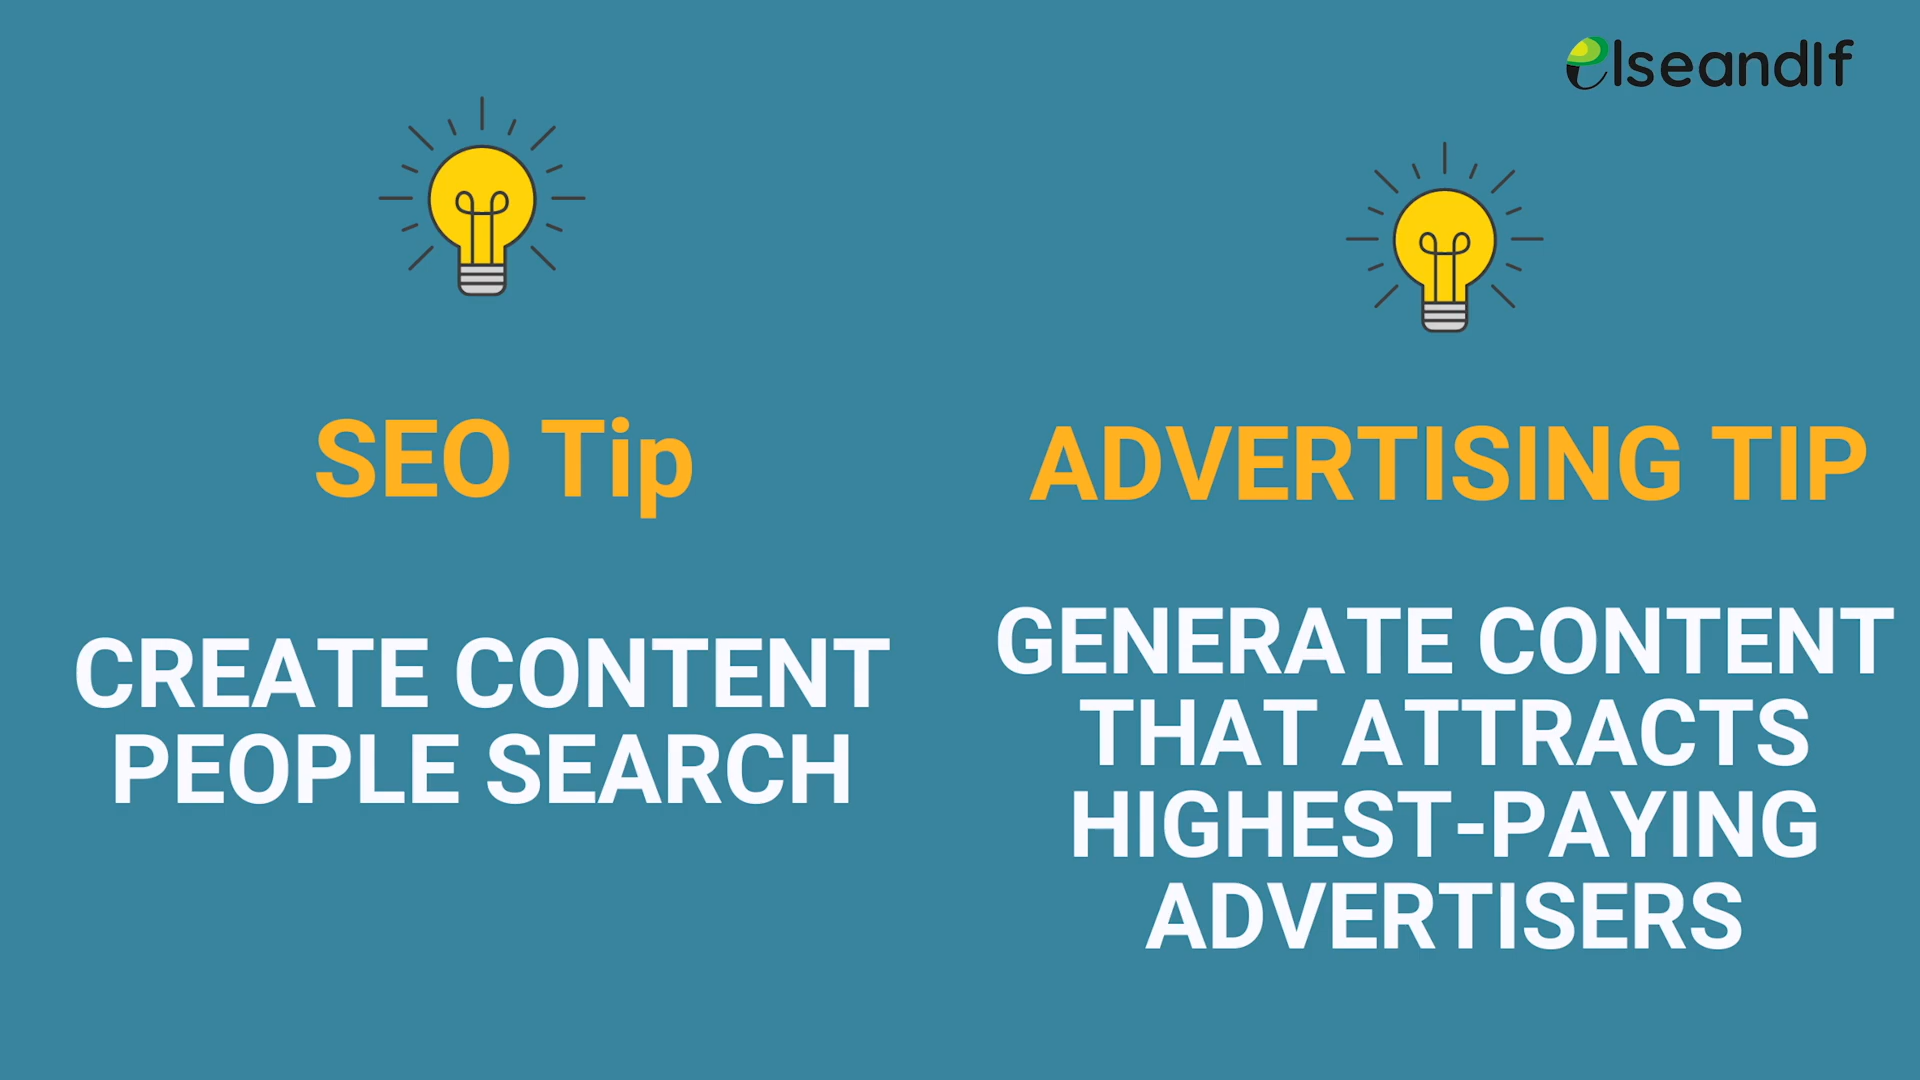 elseandIf
SEO Tip
CREATE CONTENT
PEOPLE SEARCH
ADVERTISING TIP
GENERATE CONTENT
THAT ATTRACTS
HIGHEST-PAYING
ADVERTISERS